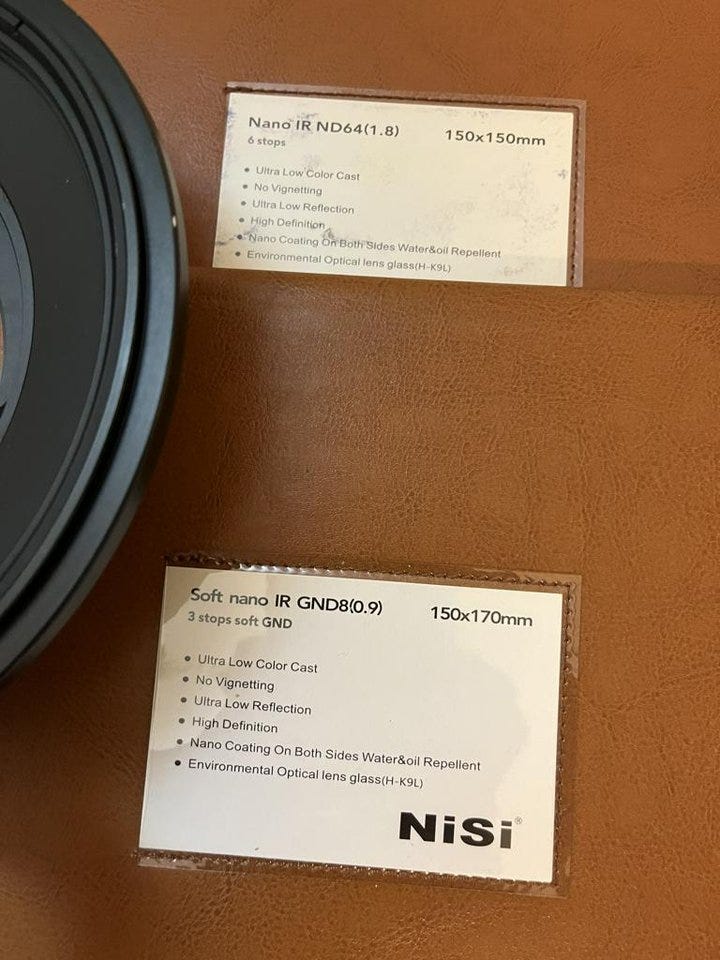 Nano IR ND64(1.8)
150x150mm
6 stops
• Ultra Low Color Cast
• No Vignetting
• Ultra Low Reflection
• High Definition
• Nano Coating On Both Sides Water&oil Repellent
• Environmental Optical lens glass(H-K9L)
Soft nano IR GND8(0.9)
150x170mm
3 stops soft GND
• Ultra Low Color Cast
• No Vignetting
• Ultra Low Reflection
• High Definition
• Nano Coating On Both Sides Water&oil Repellent
• Environmental Optical lens glass(H-K9L)
NiSi®